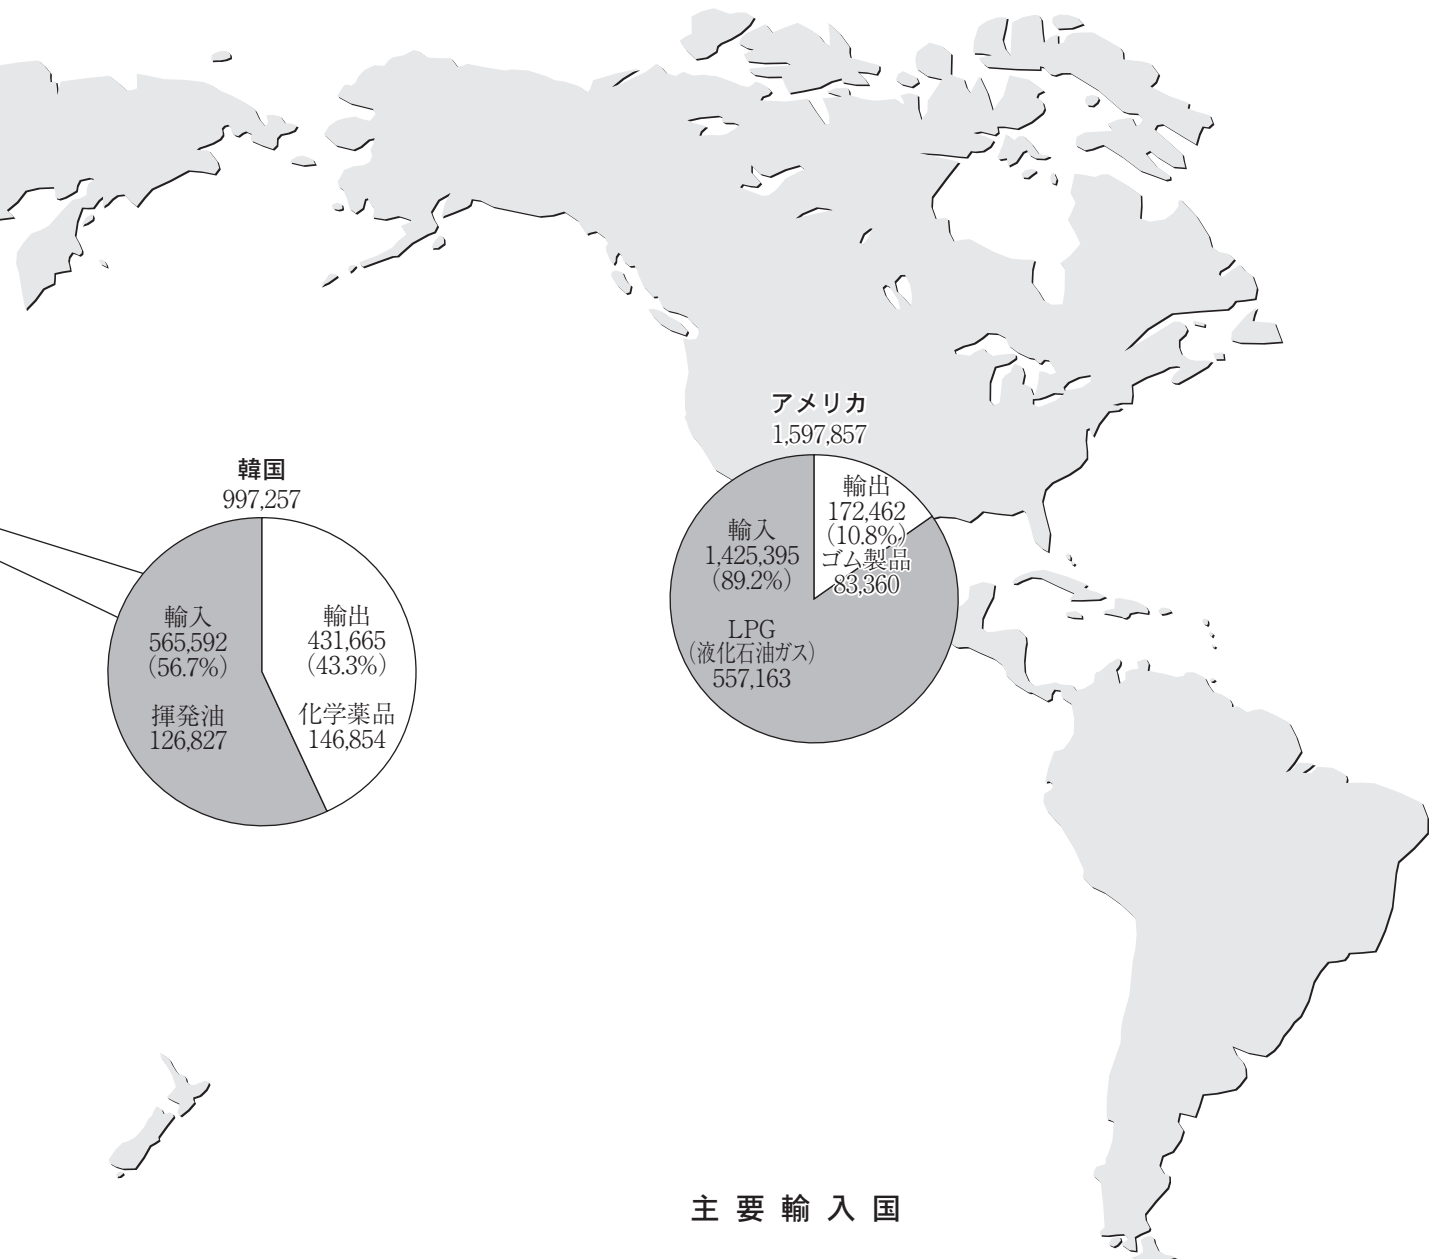 アメリカ
1,597,857
輸出
172,462
(10.8%)
ゴム製品
83,360
輸入
1,425,395
(89.2%)
LPG
(液化石油ガス)
557,163
韓国
997,257
輸入
565,592
(56.7%)
揮発油
126,827
輸出
431,665
(43.3%)
化学薬品
146,854
主要輸入国